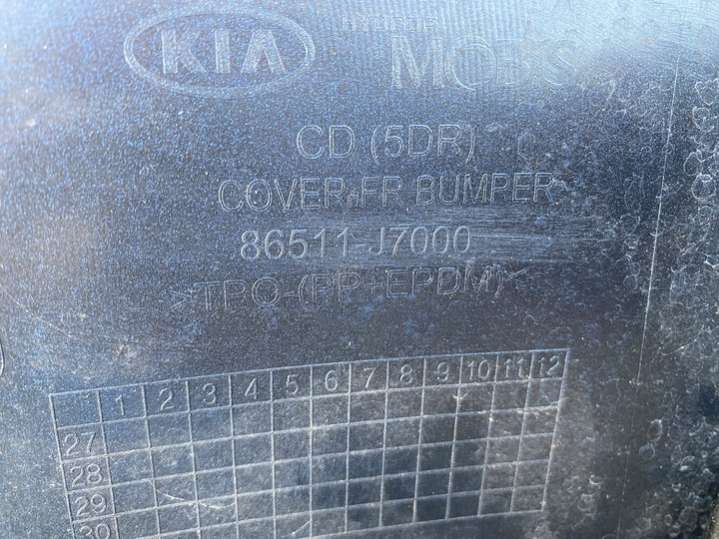 KIA
HYUNDAI
MOBIS
CD (5DR)
COVER-FR BUMPER
86511-J7000
>TPO-(PP+EPDM)<
1 2 3 4 5 6 7 8 9 10 11 12
27
28
29
30